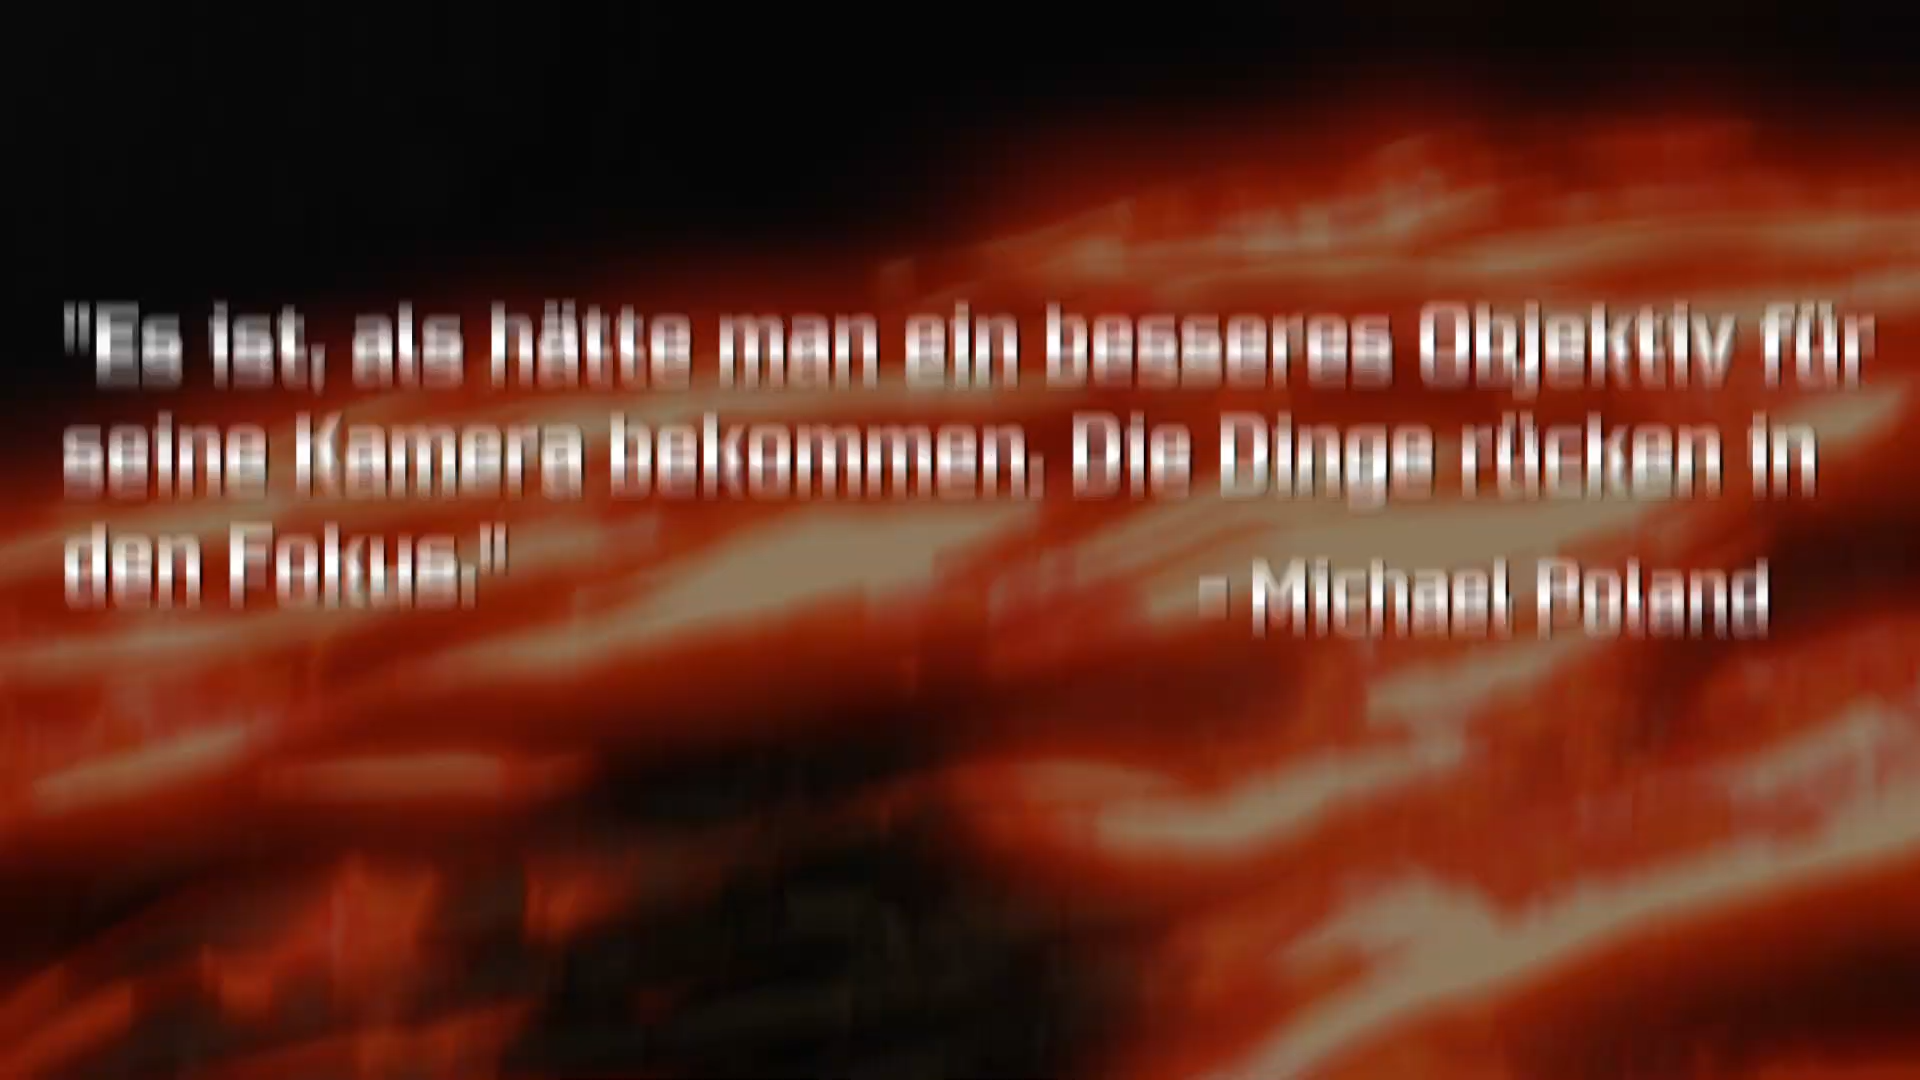 "Es ist, als hätte man ein besseres Objektiv für
seine Kamera bekommen. Die Dinge rücken in
den Fokus."
- Michael Poland